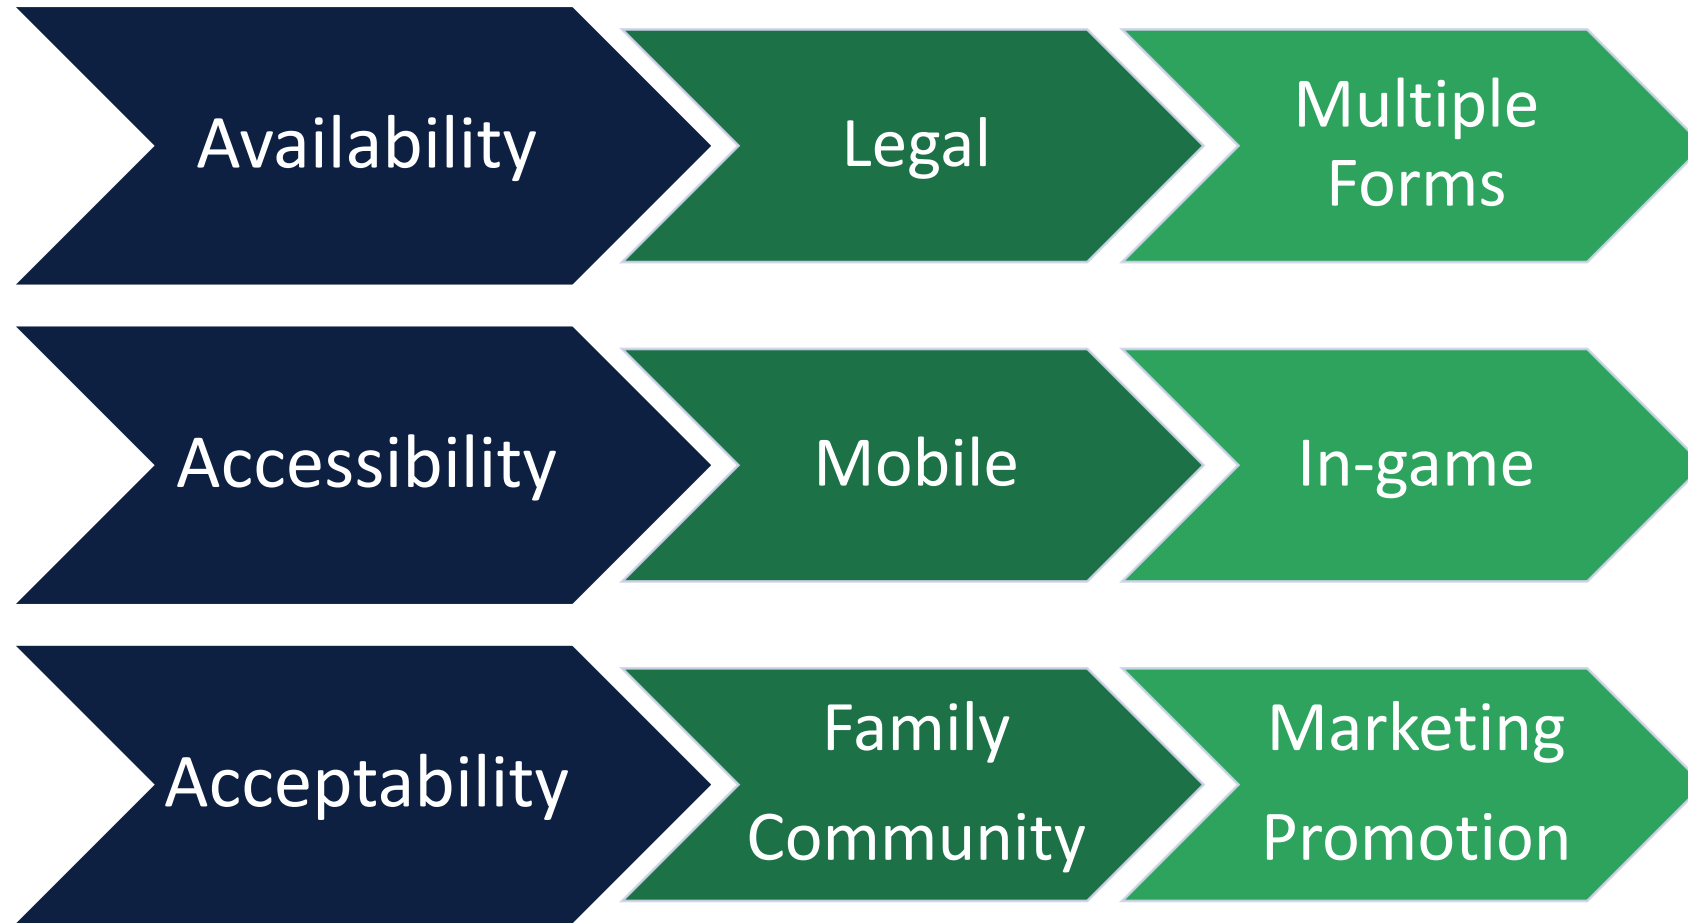 Availability
Legal
Multiple
Forms
Accessibility
Mobile
In-game
Acceptability
Family
Community
Marketing
Promotion